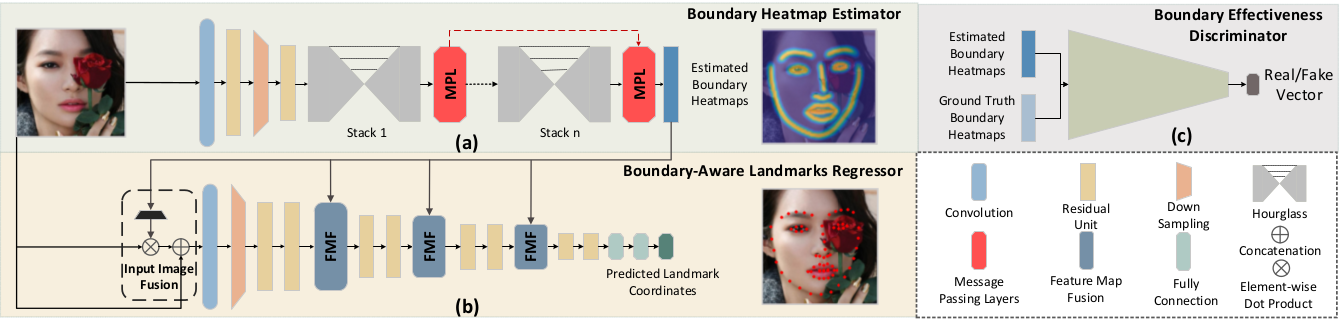 Boundary Heatmap Estimator
MPL
MPL
Estimated
Boundary
Heatmaps
Stack 1
Stack n
(a)
Boundary Effectiveness
Discriminator
Estimated
Boundary
Heatmaps
Ground Truth
Boundary
Heatmaps
Real/Fake
Vector
(c)
Boundary-Aware Landmarks Regressor
Input Image
Fusion
FMF
FMF
FMF
Predicted Landmark
Coordinates
(b)
Convolution
Residual
Unit
Down
Sampling
Hourglass
Concatenation
Message
Passing Layers
Feature Map
Fusion
Fully
Connection
Element-wise
Dot Product